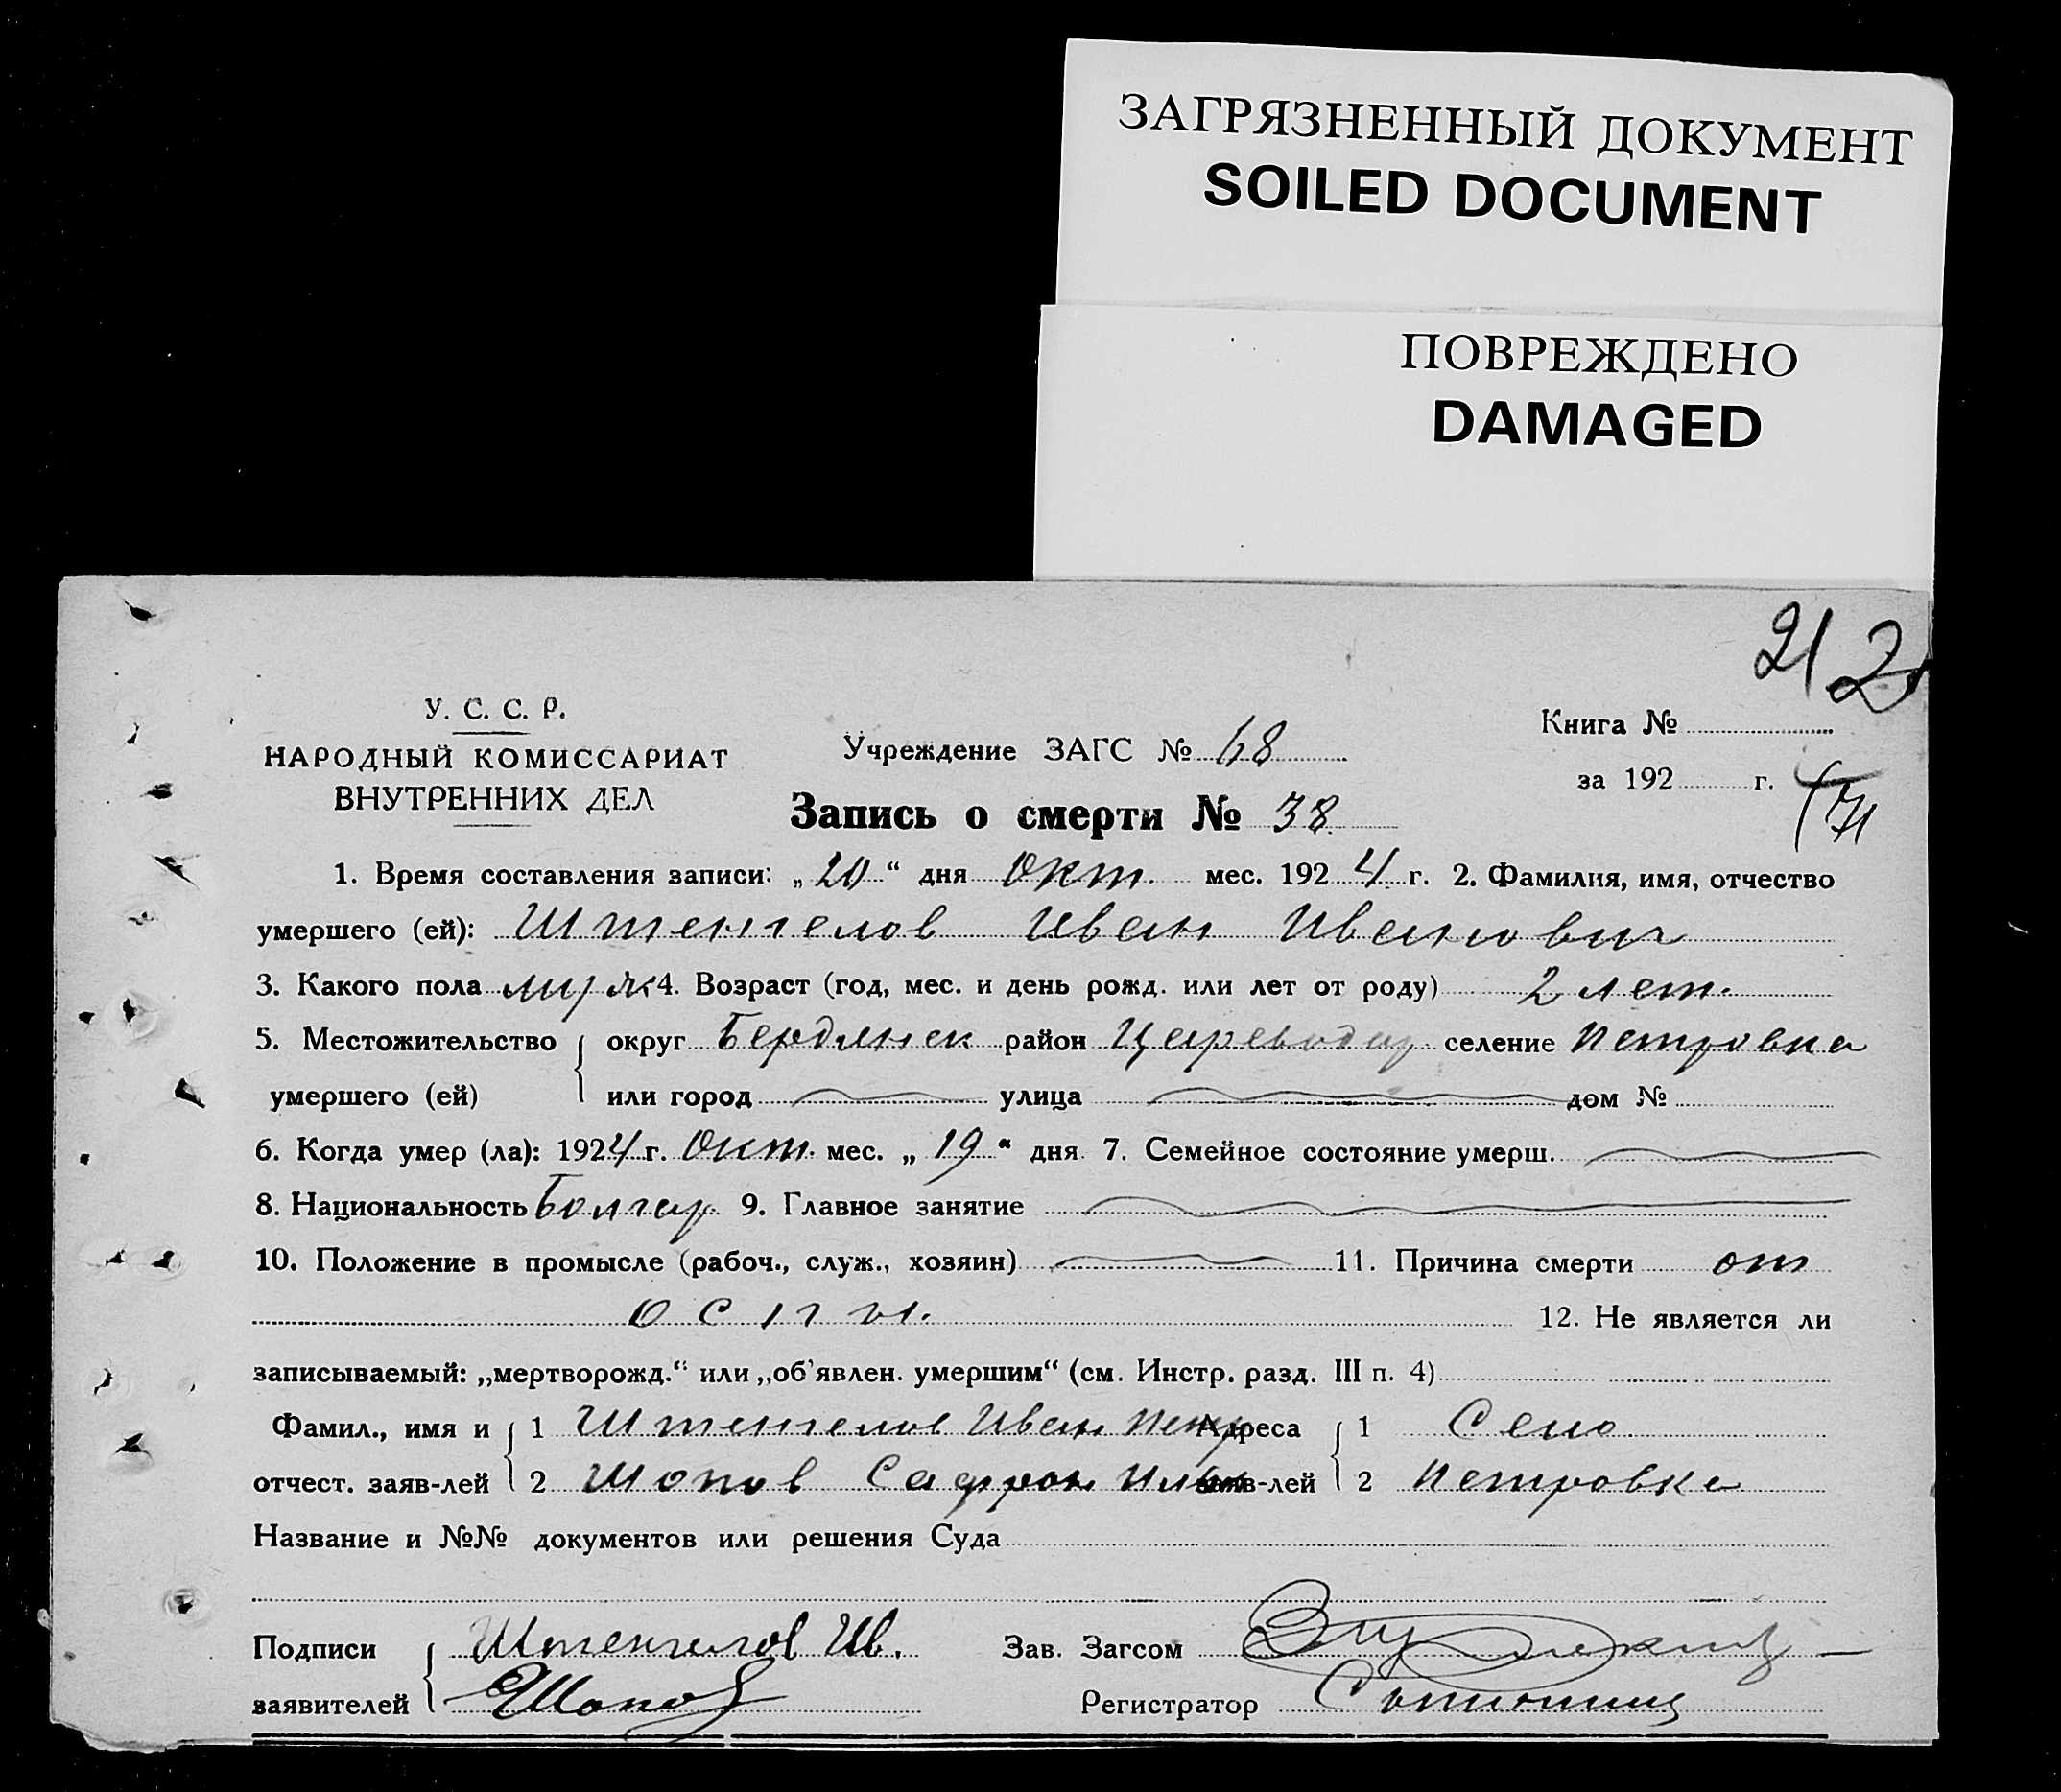 ЗАГРЯЗНЕННЫЙ ДОКУМЕНТ
SOILED DOCUMENT
ПОВРЕЖДЕНО
DAMAGED
212
У. С. С. Р.
НАРОДНЫЙ КОМИССАРИАТ
ВНУТРЕННИХ ДЕЛ
Учреждение ЗАГС № 68
Книга №
за 192 г.
Запись о смерти № 38
1. Время составления записи: „20“ дня Окт. мес. 1924 г. 2. Фамилия, имя, отчество
умершего (ей): Штенгелов Иван Иванович
3. Какого пола муж 4. Возраст (год, мес. и день рожд. или лет от роду) 2 лет.
5. Местожительство округ Бердянск район Цареводар селение Петровка
умершего (ей) или город улица дом №
6. Когда умер (ла): 1924 г. Окт. мес. „19“ дня 7. Семейное состояние умерш.
8. Национальность Болгар. 9. Главное занятие
10. Положение в промысле (рабоч., служ., хозяин) 11. Причина смерти от
оспы. 12. Не является ли
записываемый: „мертворожд.“ или „об'явлен. умершим“ (см. Инстр. разд. III п. 4)
Фамил., имя и 1 Штенгелов Иван Петр Адреса 1 Село
отчест. заяв-лей 2 Шопов Сафрон Ильи заяв-лей 2 Петровка
Название и №№ документов или решения Суда
Подписи Штенгелов Ив. Зав. Загсом
заявителей Шопов Регистратор